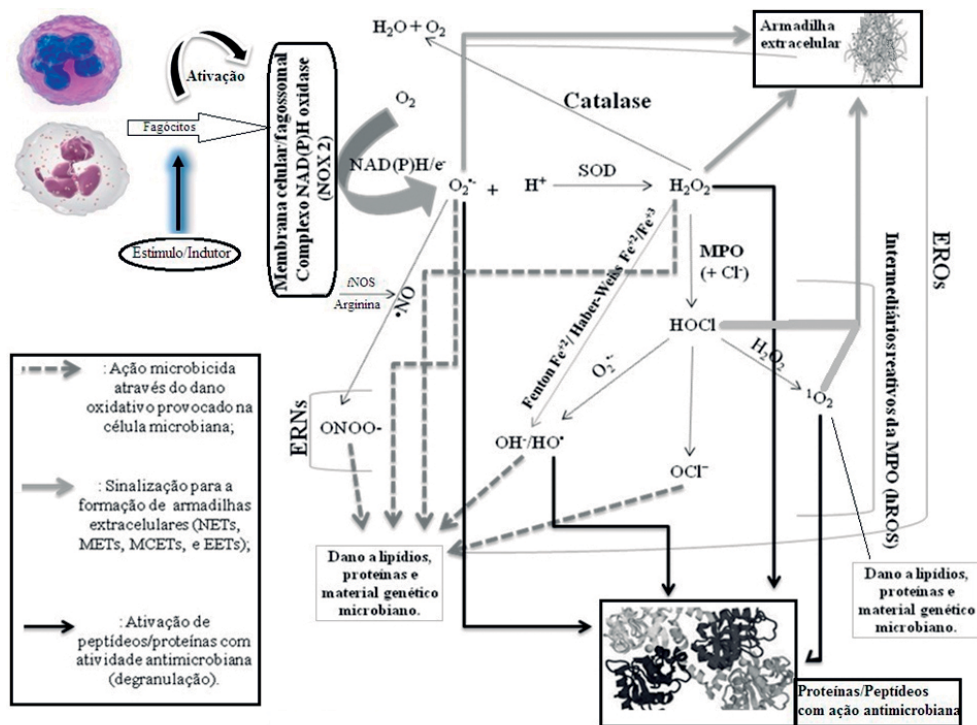 Ativação
Fagócitos
Estímulo/Indutor
Membrana celular/fagossomal
Complexo NAD(P)H oxidase
(NOX 2)
H₂O + O₂
O₂
NAD(P)H/e⁻
O₂•⁻ + H⁺
SOD
H₂O₂
Catalase
Armadilha
extracelular
iNOS
Arginina
•NO
ERNs
ONOO-
Fenton Fe⁺²/ Haber-Weiss Fe⁺²/Fe⁺³
MPO
(+ Cl⁻)
HOCl
O₂•⁻
H₂O₂
¹O₂
OH⁻/HO•
OCl⁻
Intermediários reativos da MPO (hROS)
EROs
Dano a lipídios,
proteínas e
material genético
microbiano.
Dano a lipídios,
proteínas e
material genético
microbiano.
Proteínas/Peptídeos
com ação antimicrobiana
: Ação microbicida
através do dano
oxidativo provocado na
célula microbiana;
: Sinalização para a
formação de armadilhas
extracelulares (NETs,
METs, MCETs, e EETs);
: Ativação de
peptídeos/proteínas com
atividade antimicrobiana
(degranulação).